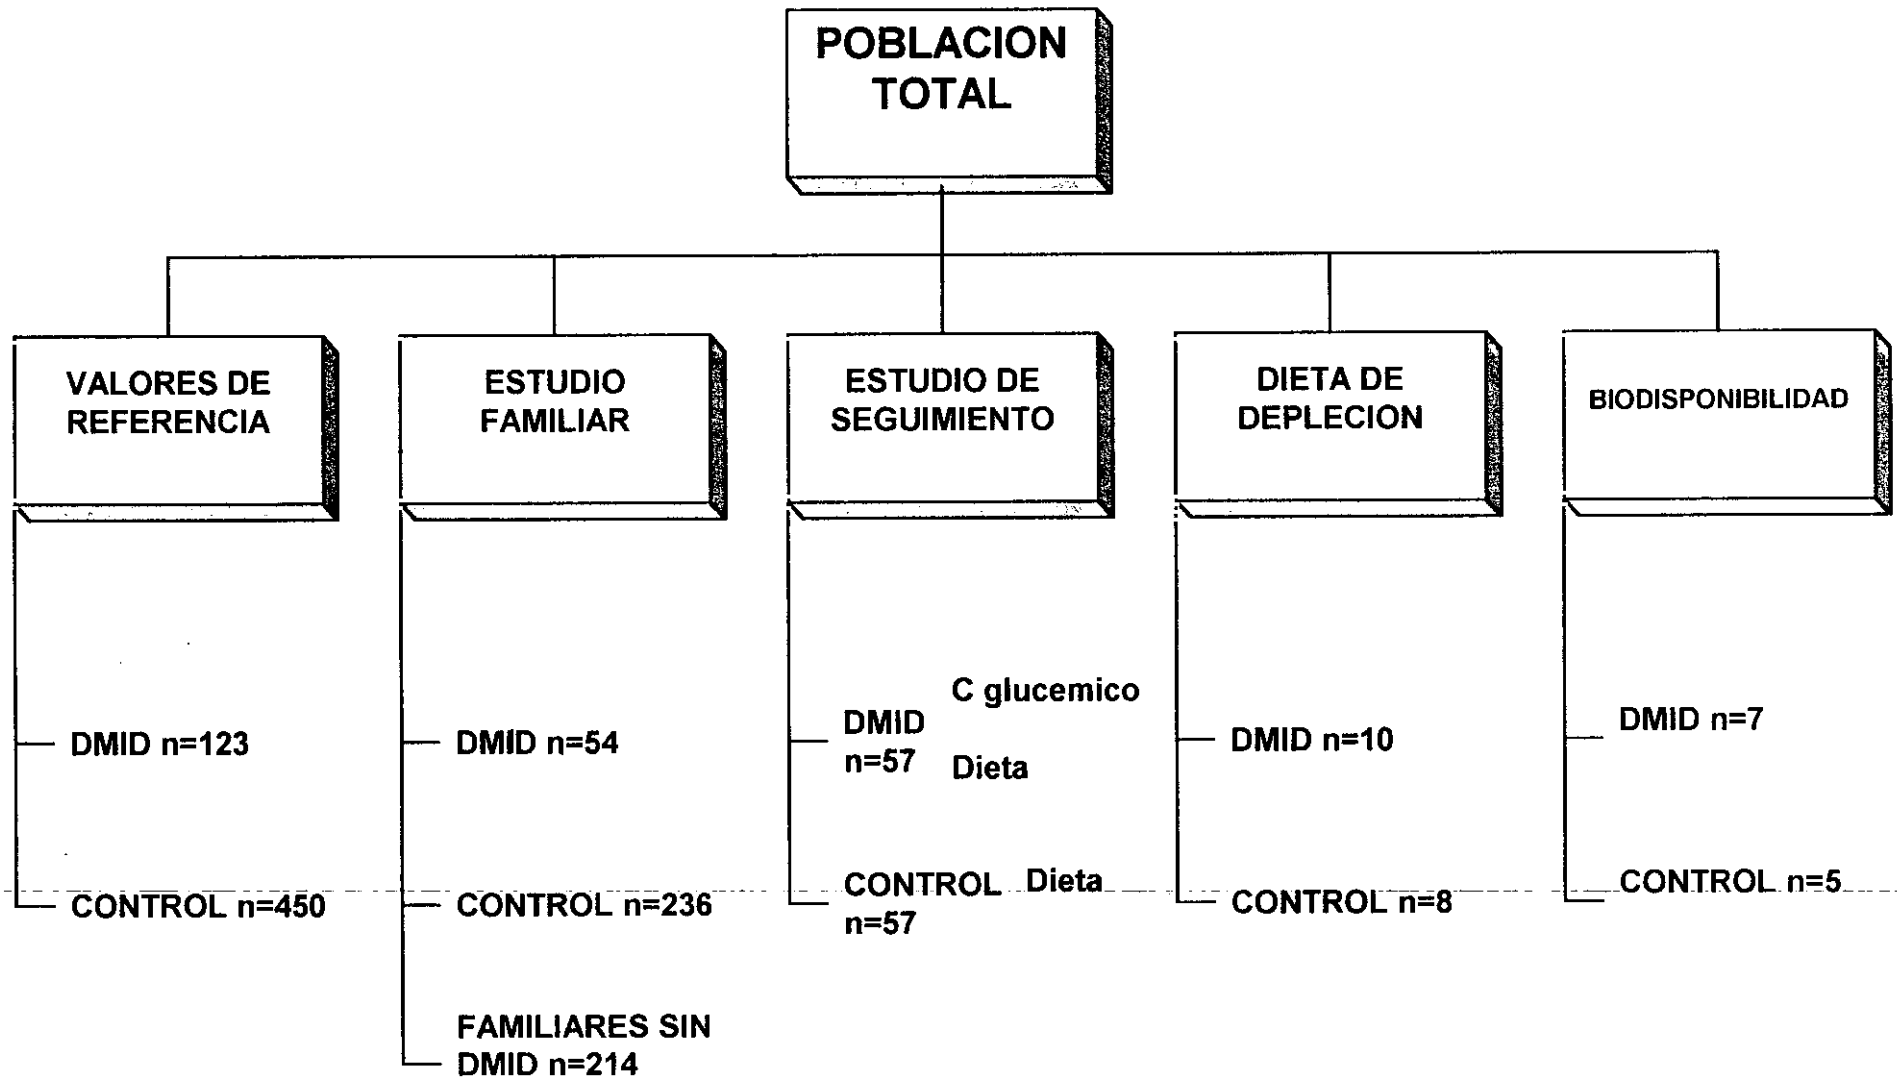 POBLACION
TOTAL
VALORES DE
REFERENCIA
DMID n=123
CONTROL n=450
ESTUDIO
FAMILIAR
DMID n=54
CONTROL n=236
FAMILIARES SIN
DMID n=214
ESTUDIO DE
SEGUIMIENTO
DMID
n=57
C glucemico
Dieta
CONTROL
n=57
Dieta
DIETA DE
DEPLECION
DMID n=10
CONTROL n=8
BIODISPONIBILIDAD
DMID n=7
CONTROL n=5